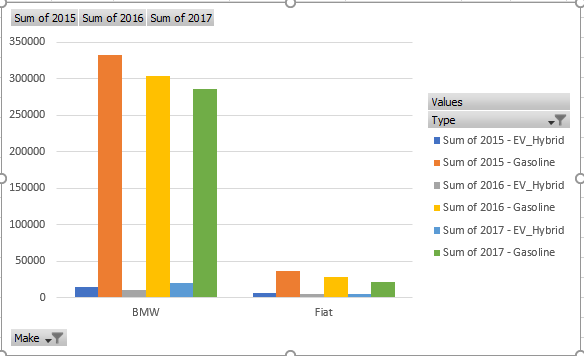 Sum of 2015 Sum of 2016 Sum of 2017
350000
300000
250000
200000
150000
100000
50000
0
BMW Fiat
Values
Type
Sum of 2015 - EV_Hybrid
Sum of 2015 - Gasoline
Sum of 2016 - EV_Hybrid
Sum of 2016 - Gasoline
Sum of 2017 - EV_Hybrid
Sum of 2017 - Gasoline
Make